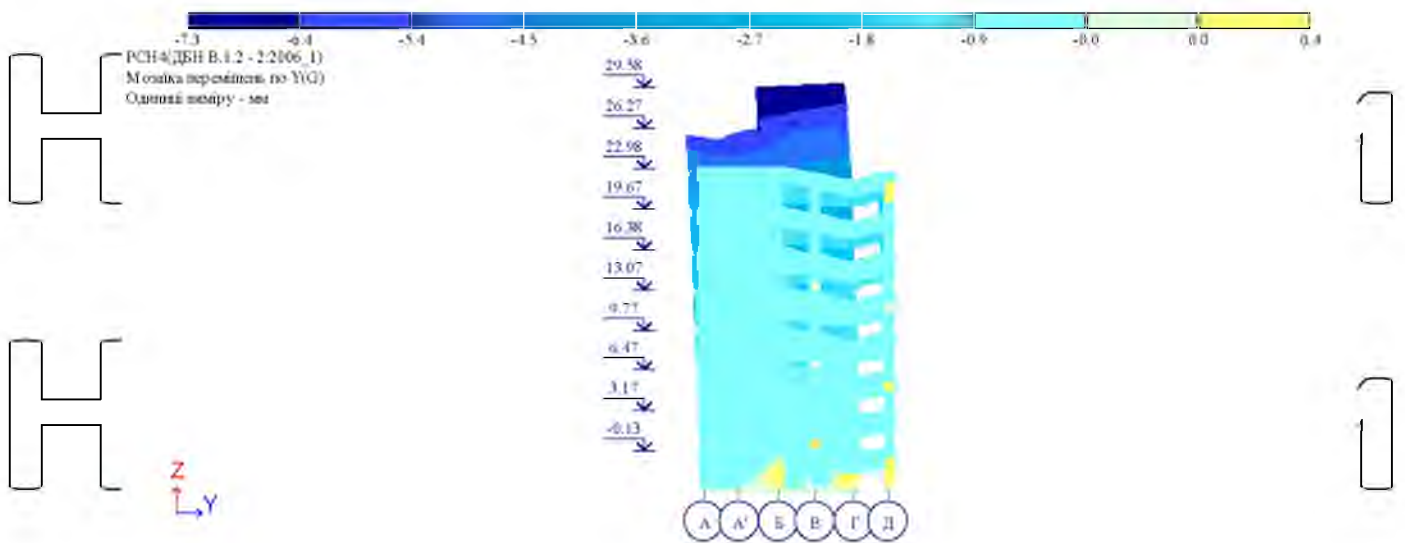 -7.3 -6.4 -5.4 -4.5 -3.6 -2.7 -1.8 -0.9 -0.0 0.0 0.4
РСН4(ДБН В.1.2 - 2:2006_1)
Мозаїка переміщень по Y(G)
Одиниці виміру - мм
29.58
26.27
22.98
19.67
16.38
13.07
9.77
6.47
3.17
-0.13
Z
Y
А А' Б В Г Д